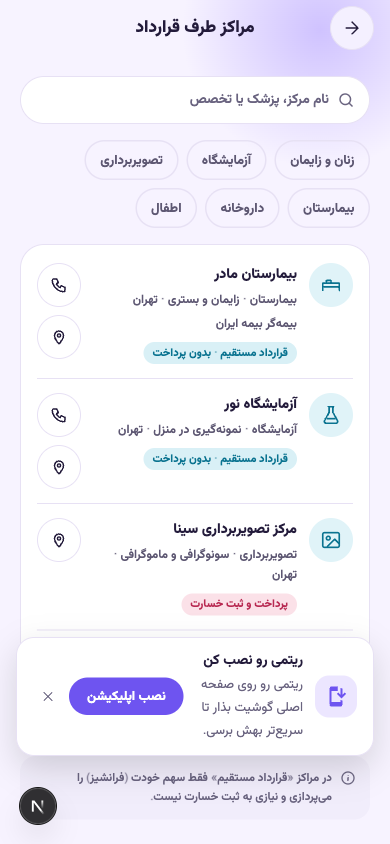 مراکز طرف قرارداد
نام مرکز، پزشک یا تخصص
زنان و زایمان
آزمایشگاه
تصویربرداری
بیمارستان
داروخانه
اطفال
بیمارستان مادر
بیمارستان · زایمان و بستری · تهران
بیمه‌گر بیمه ایران
قرارداد مستقیم · بدون پرداخت
آزمایشگاه نور
آزمایشگاه · نمونه‌گیری در منزل · تهران
قرارداد مستقیم · بدون پرداخت
مرکز تصویربرداری سینا
تصویربرداری · سونوگرافی و ماموگرافی ·
تهران
پرداخت و ثبت خسارت
ریتمی رو نصب کن
ریتمی رو روی صفحه
اصلی گوشیت بذار تا
سریع‌تر بهش برسی.
نصب اپلیکیشن
در مراکز «قرارداد مستقیم» فقط سهم خودت (فرانشیز) را
می‌پردازی و نیازی به ثبت خسارت نیست.
N